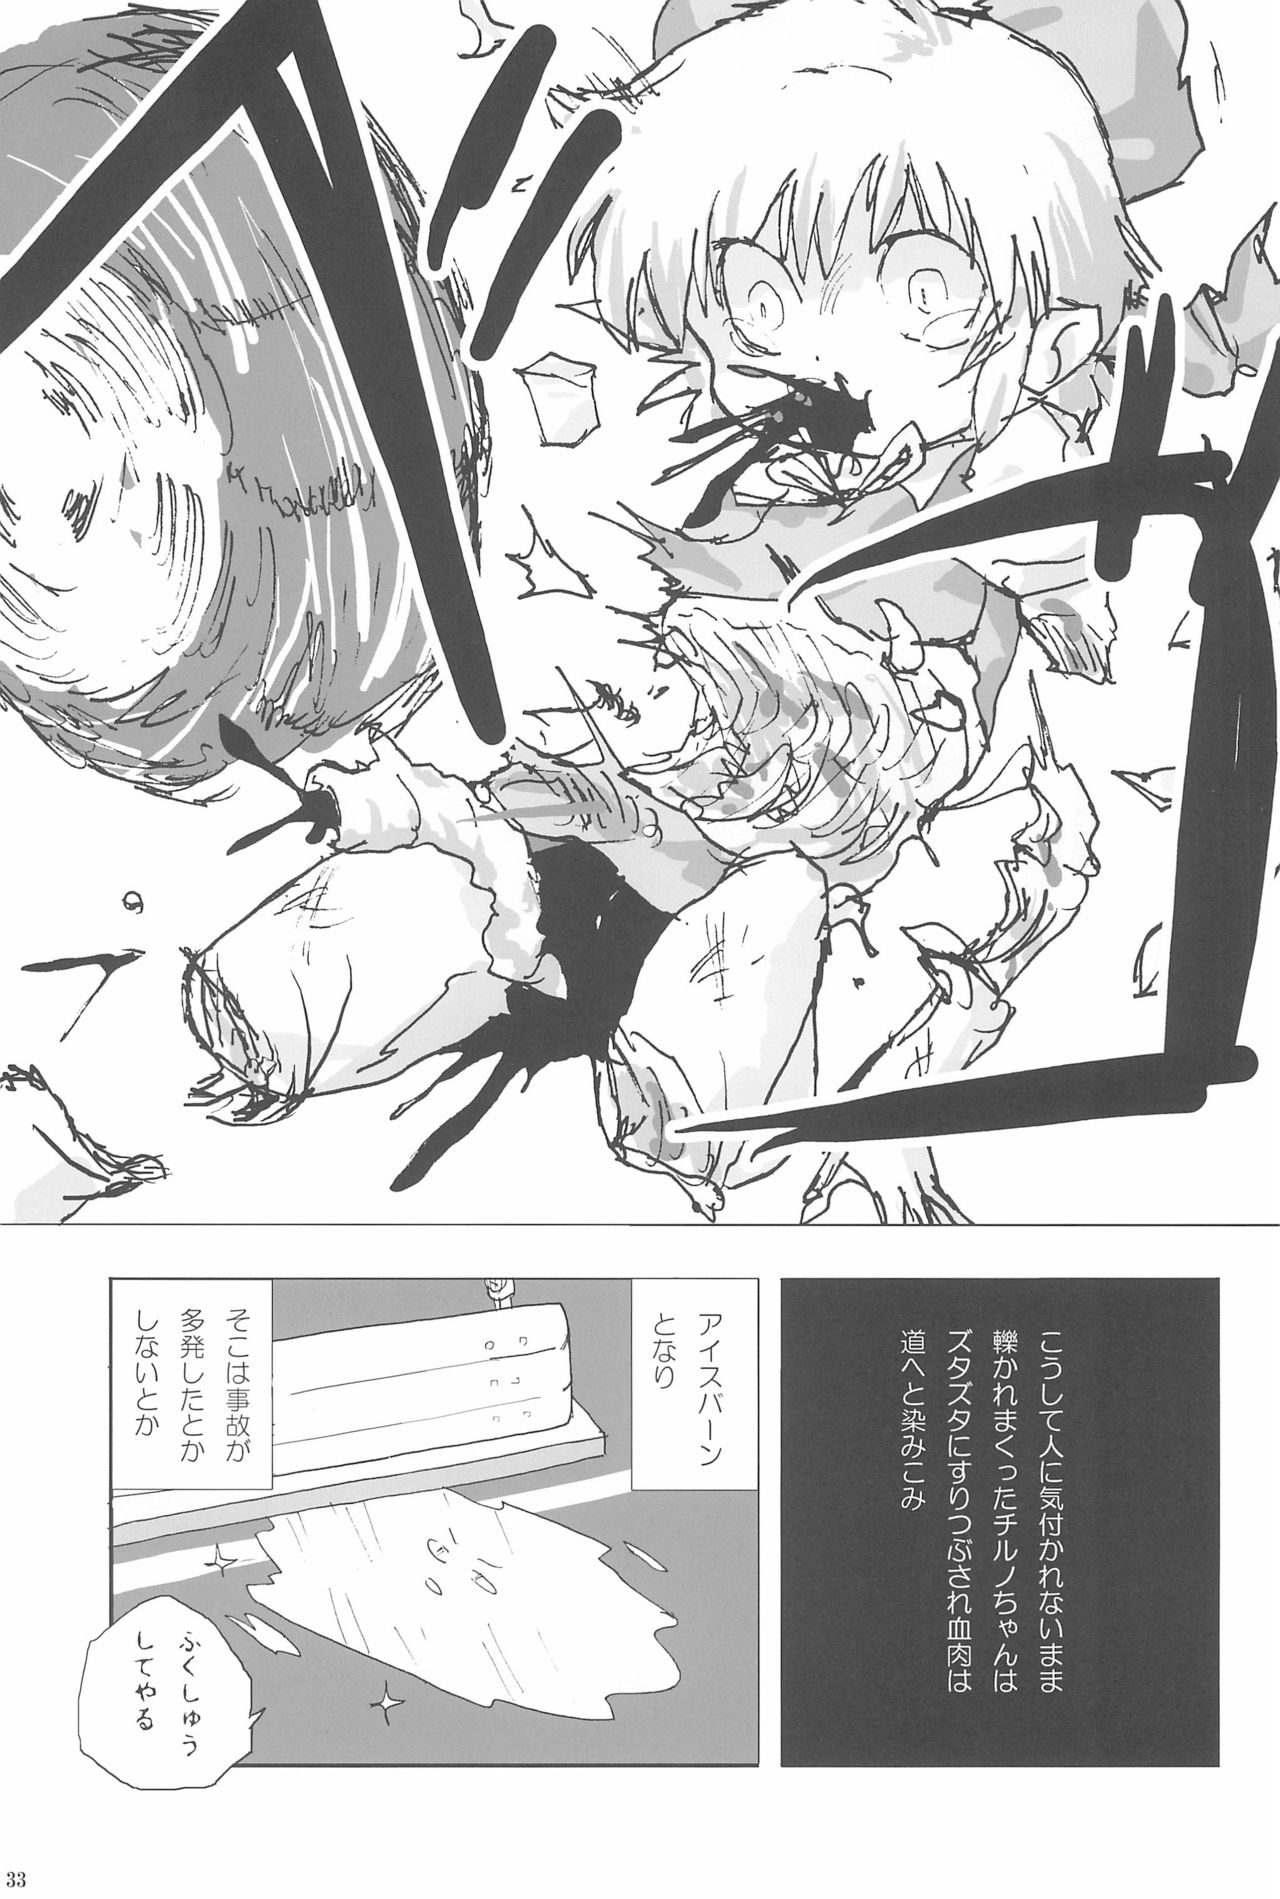 ベキ
こうして人に気付かれないまま
轢かれまくったチルノちゃんは
ズタズタにすりつぶされ血肉は
道へと染みこみ
アイスバーン
となり
そこは事故が
多発したとか
しないとか
ふくしゅう
してやる
33